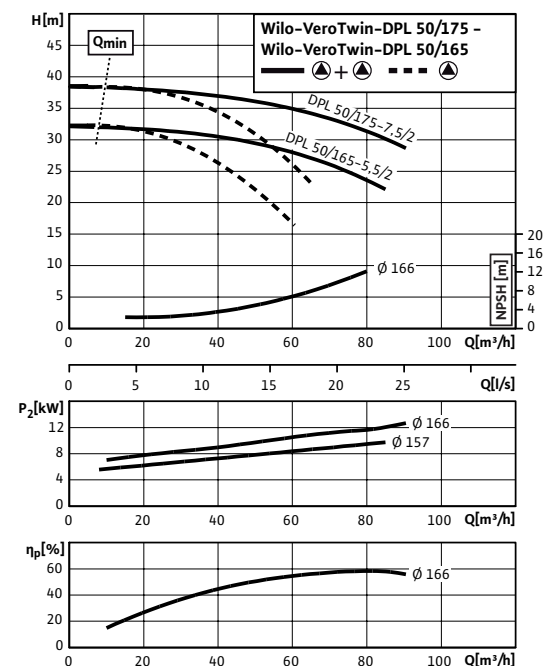 H[m]
Wilo-VeroTwin-DPL 50/175 –
Wilo-VeroTwin-DPL 50/165
+
Qmin
45
40
35
30
25
20
15
10
5
0
DPL 50/175-7,5/2
DPL 50/165-5,5/2
Ø 166
NPSH [m]
20
16
12
8
4
0
0 20 40 60 80 100 Q[m³/h]
0 5 10 15 20 25 Q[l/s]
P₂[kW]
12
8
4
0
Ø 166
Ø 157
0 20 40 60 80 100 Q[m³/h]
ηp[%]
60
40
20
0
Ø 166
0 20 40 60 80 100 Q[m³/h]